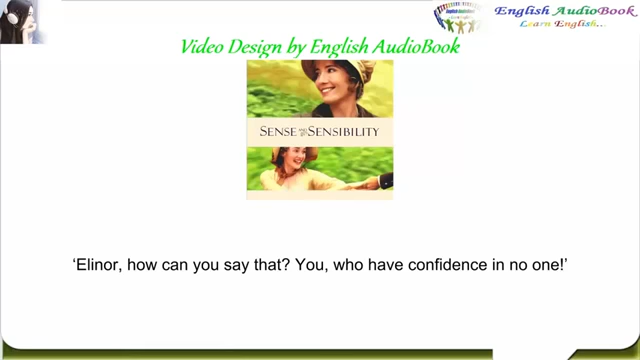 English AudioBook
Learn English...
Video Design by English AudioBook
SENSE AND SENSIBILITY
‘Elinor, how can you say that? You, who have confidence in no one!’